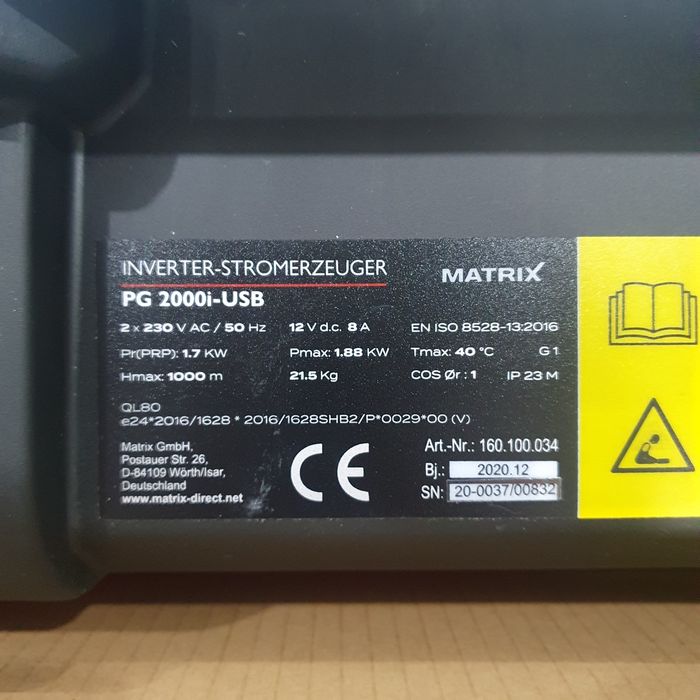 INVERTER-STROMERZEUGER
MATRIX
PG 2000i-USB
2 x 230 V AC / 50 Hz 12 V d.c. 8 A EN ISO 8528-13:2016
Pr(PRP): 1.7 KW Pmax: 1.88 KW Tmax: 40 °C G 1
Hmax: 1000 m 21.5 Kg COS Ør : 1 IP 23 M
QL80
e24*2016/1628 * 2016/1628SHB2/P*0029*00 (V)
Matrix GmbH,
Postauer Str. 26,
D-84109 Wörth/Isar,
Deutschland
www.matrix-direct.net
CE
Art.-Nr.: 160.100.034
Bj.: 2020.12
SN: 20-0037/00832